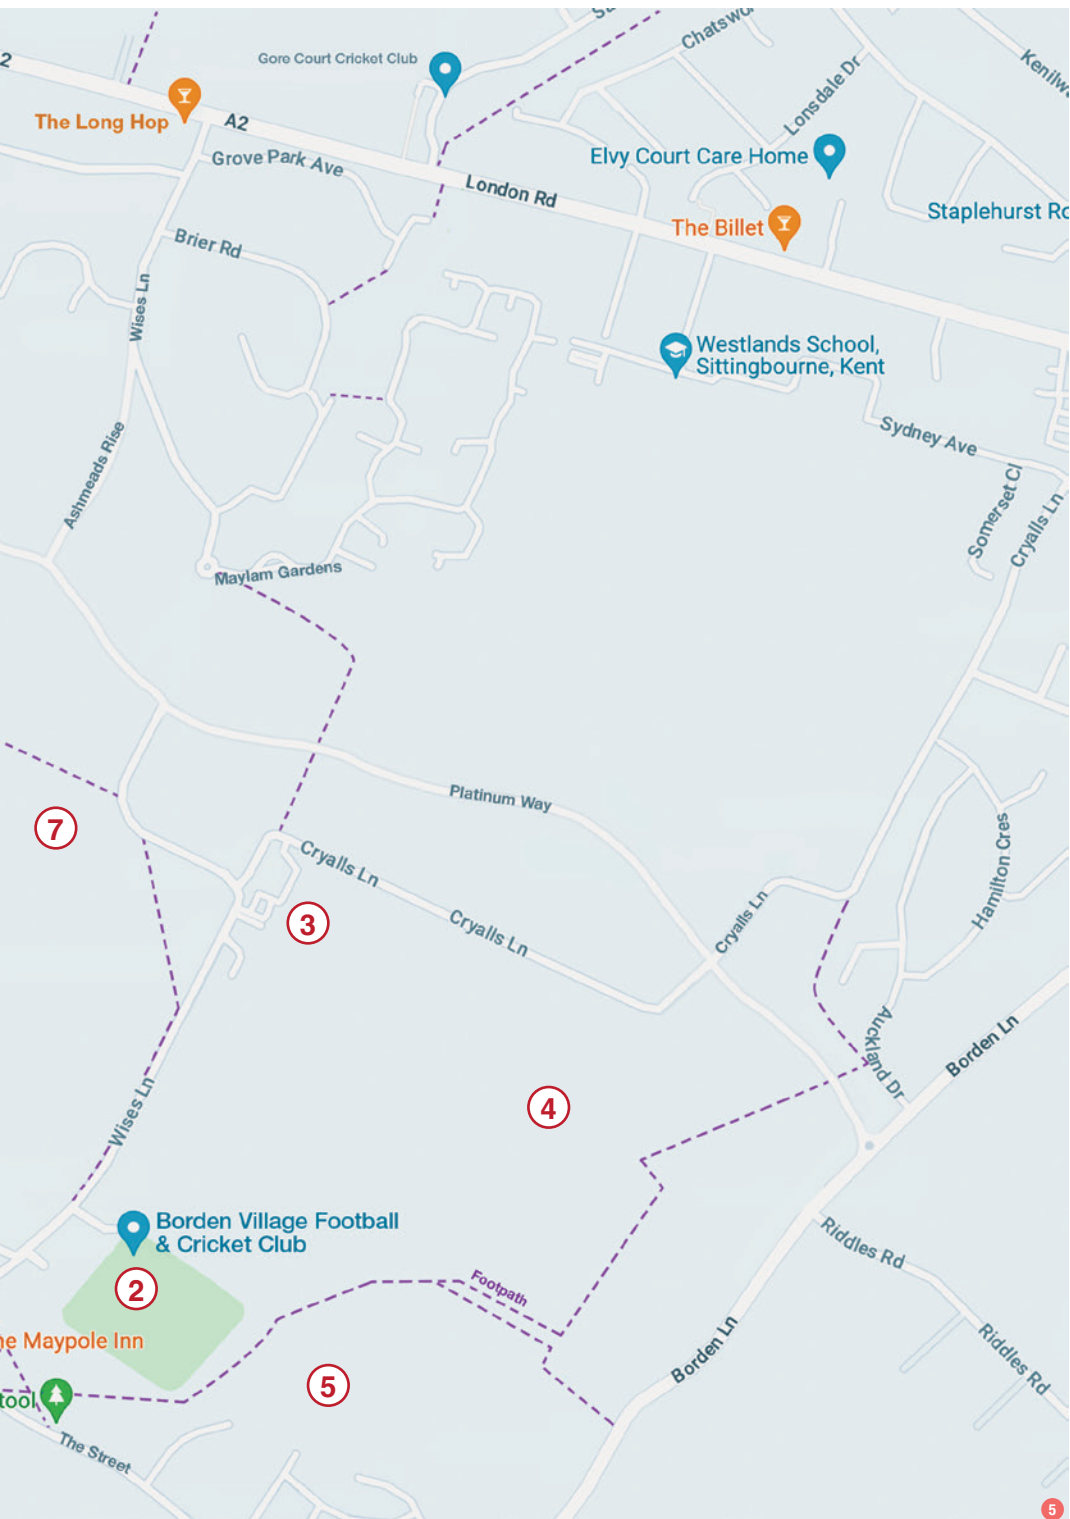 Chatswo
Kenilw
Gore Court Cricket Club
Lonsdale Dr
The Long Hop
A2
Grove Park Ave
Elvy Court Care Home
London Rd
Staplehurst Ro
The Billet
Brier Rd
Wises Ln
Westlands School,
Sittingbourne, Kent
Sydney Ave
Ashmeads Rise
Somerset Cl
Cryalls Ln
Maylam Gardens
Platinum Way
7
Hamilton Cres
Cryalls Ln
3
Cryalls Ln
Cryalls Ln
Auckland Dr
Borden Ln
Wises Ln
4
Borden Village Football
& Cricket Club
Riddles Rd
2
Footpath
he Maypole Inn
Borden Ln
Riddles Rd
5
tool
The Street
5